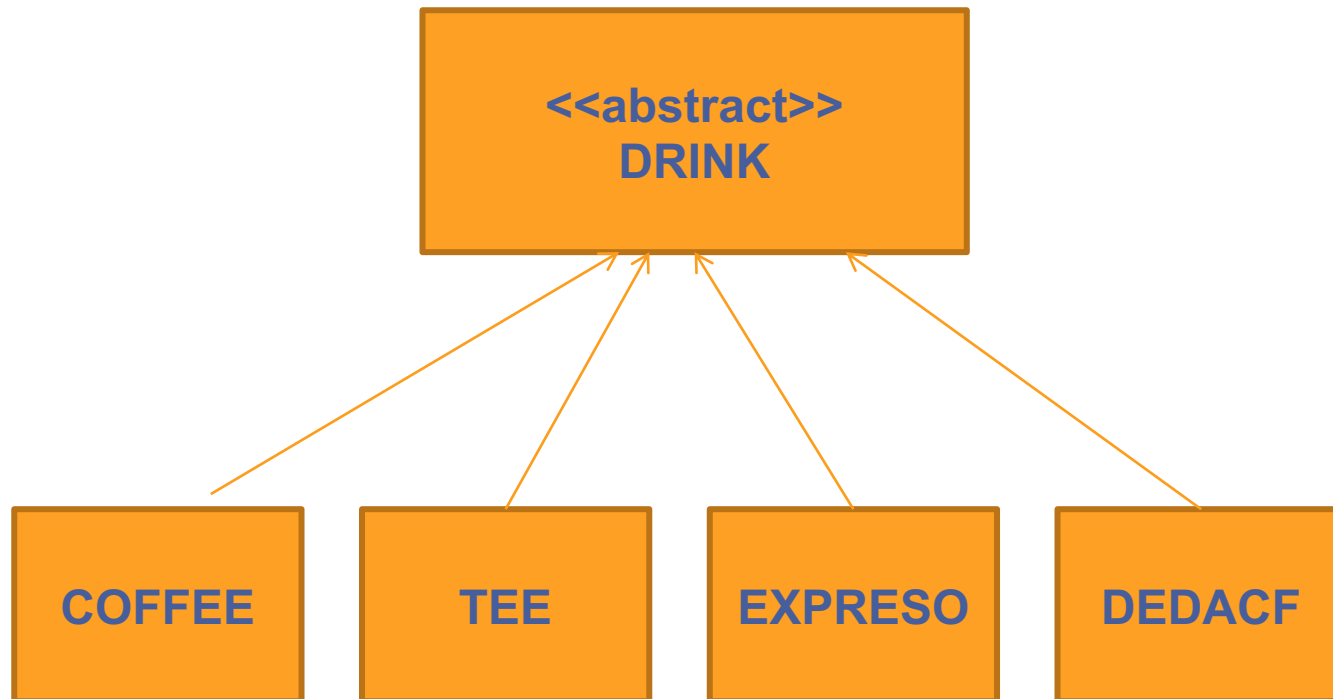 <<abstract>>
DRINK
COFFEE
TEE
EXPRESO
DEDACF